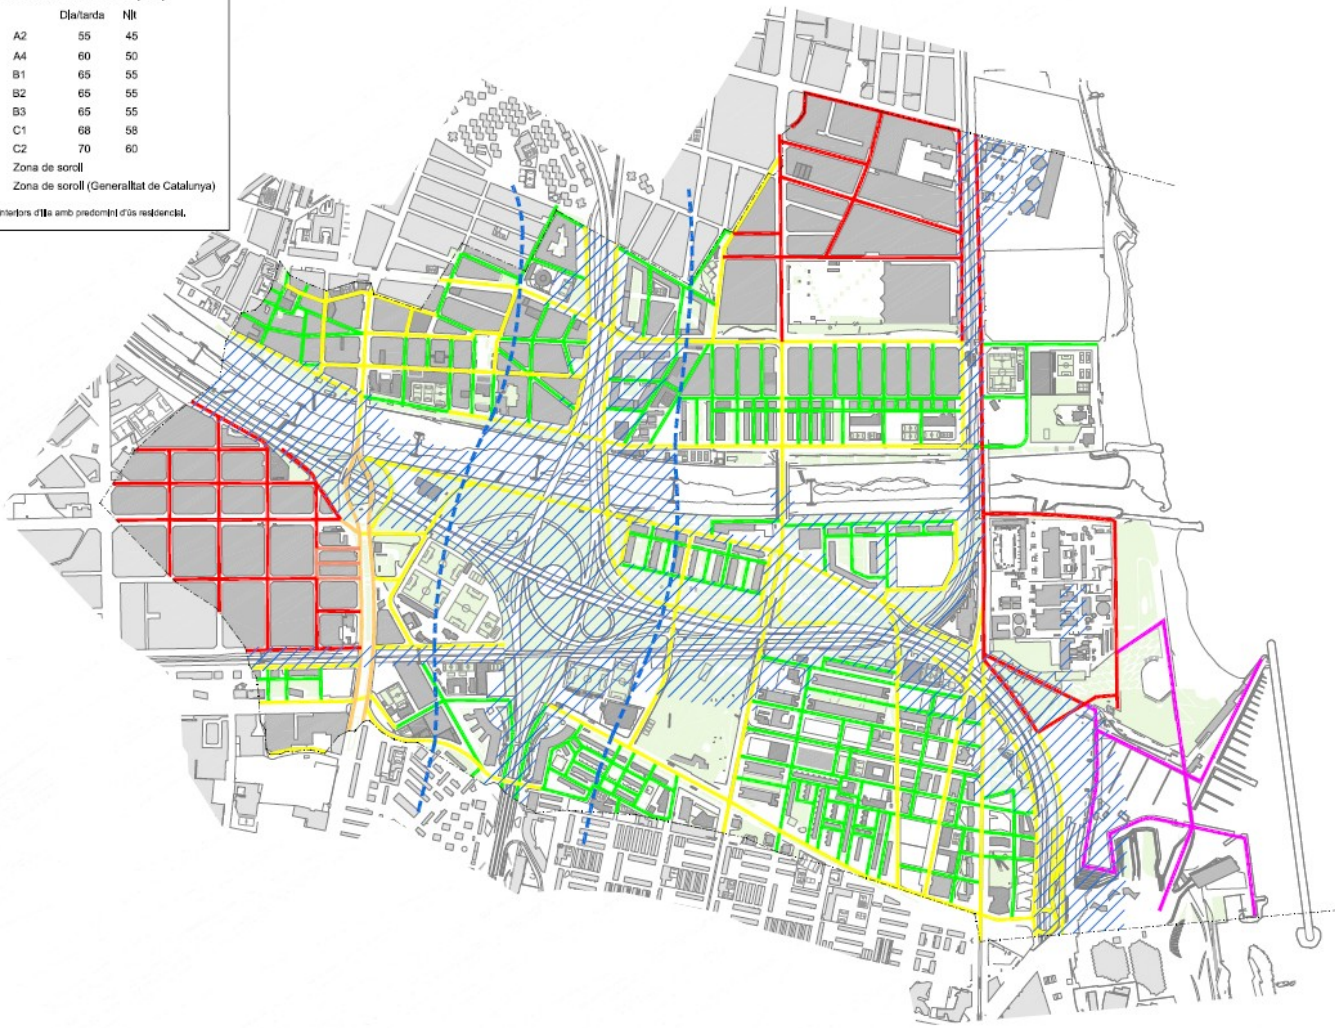 Dia/tarda Nit
A2 55 45
A4 60 50
B1 65 55
B2 65 55
B3 65 55
C1 68 58
C2 70 60
Zona de soroll
Zona de soroll (Generalitat de Catalunya)
interiors d'illa amb predomini d'ús residencial.